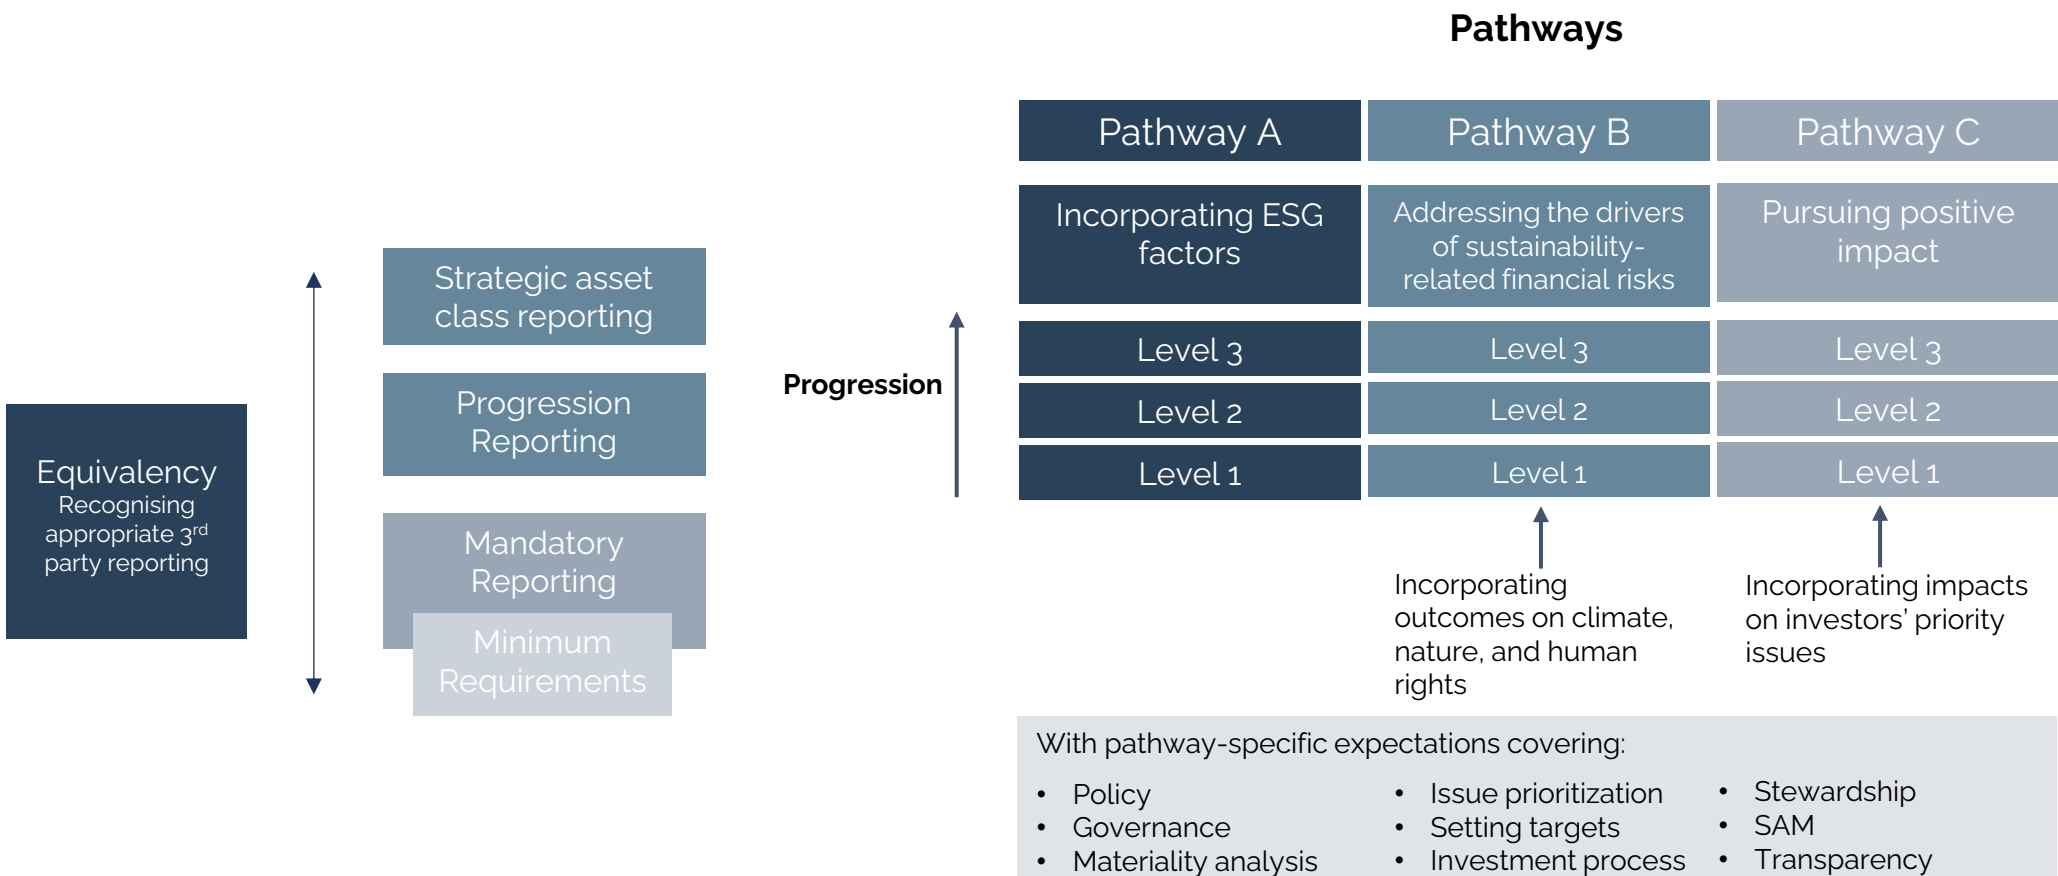 Pathways
Equivalency
Recognising
appropriate 3rd
party reporting
Strategic asset
class reporting
Progression
Reporting
Mandatory
Reporting
Minimum
Requirements
Progression
Pathway A
Pathway B
Pathway C
Incorporating ESG
factors
Addressing the drivers
of sustainability-
related financial risks
Pursuing positive
impact
Level 3
Level 3
Level 3
Level 2
Level 2
Level 2
Level 1
Level 1
Level 1
Incorporating
outcomes on climate,
nature, and human
rights
Incorporating impacts
on investors’ priority
issues
With pathway-specific expectations covering:
• Policy
• Governance
• Materiality analysis
• Issue prioritization
• Setting targets
• Investment process
• Stewardship
• SAM
• Transparency